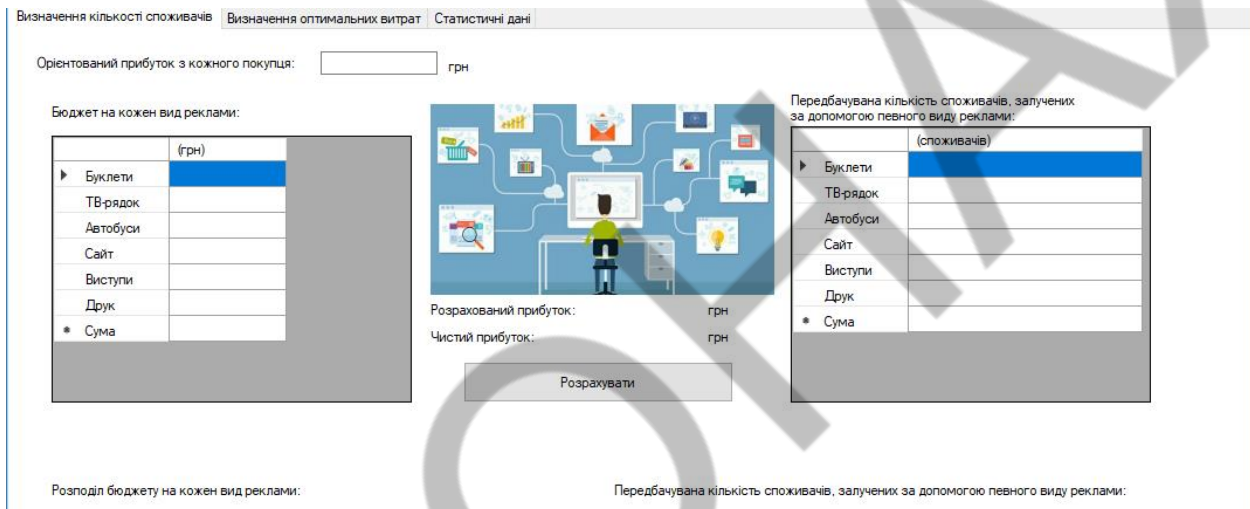 Визначення кількості споживачів Визначення оптимальних витрат Статистичні дані
Орієнтований прибуток з кожного покупця: грн
Бюджет на кожен вид реклами:
(грн)
Буклети
ТВ-рядок
Автобуси
Сайт
Виступи
Друк
Сума
Розрахований прибуток: грн
Чистий прибуток: грн
Розрахувати
Передбачувана кількість споживачів, залучених
за допомогою певного виду реклами:
(споживачів)
Буклети
ТВ-рядок
Автобуси
Сайт
Виступи
Друк
Сума
Розподіл бюджету на кожен вид реклами:
Передбачувана кількість споживачів, залучених за допомогою певного виду реклами: